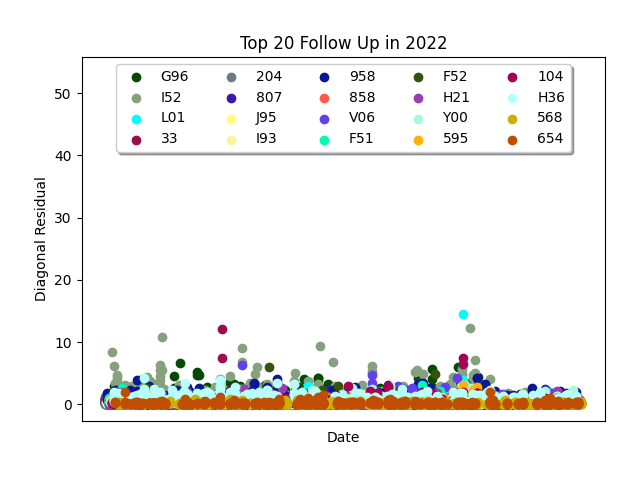 Top 20 Follow Up in 2022
G96 204 958 F52 104
I52 807 858 H21 H36
L01 J95 V06 Y00 568
33 I93 F51 595 654
50
40
30
20
10
0
Diagonal Residual
Date